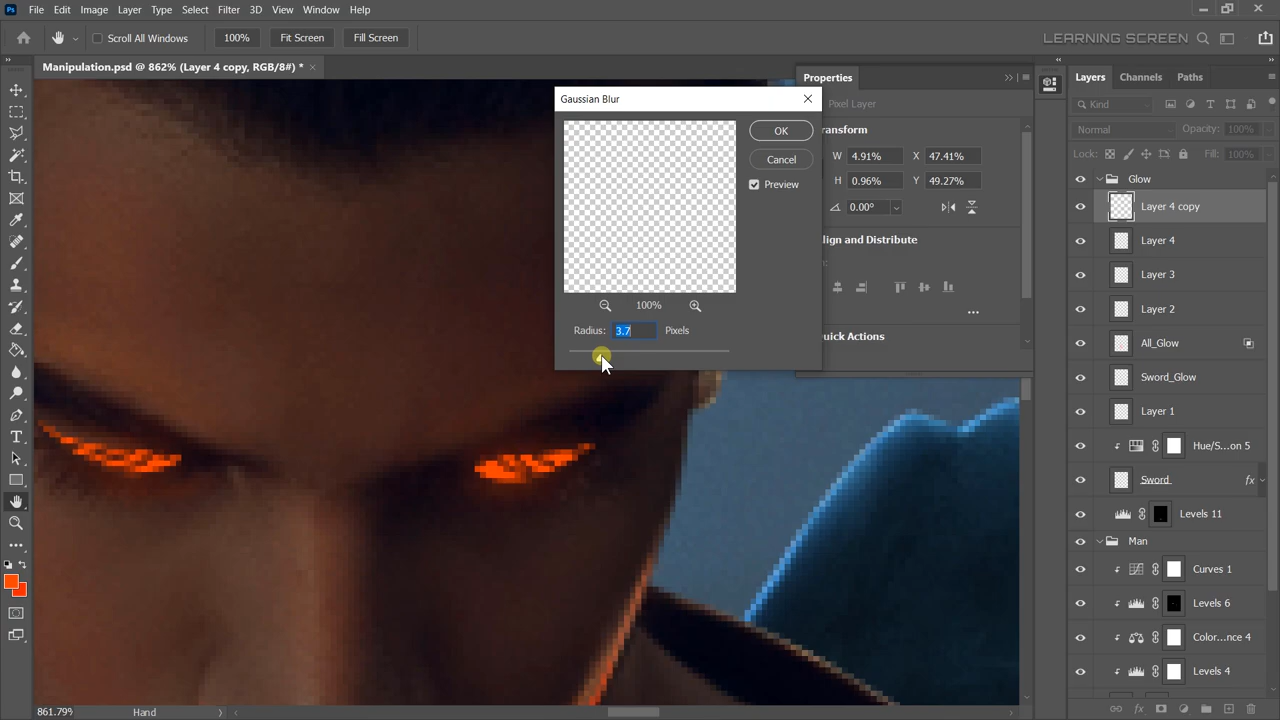 Ps File Edit Image Layer Type Select Filter 3D View Window Help
Scroll All Windows 100% Fit Screen Fill Screen LEARNING SCREEN
Manipulation.psd @ 862% (Layer 4 copy, RGB/8#) *
Properties
Pixel Layer
ransform
W 4.91% X 47.41%
H 0.96% Y 49.27%
0.00°
lign and Distribute
uick Actions
Gaussian Blur
OK
Cancel
Preview
100%
Radius: 3.7 Pixels
Layers Channels Paths
Kind
Normal Opacity: 100%
Lock: Fill: 100%
Glow
Layer 4 copy
Layer 4
Layer 3
Layer 2
All_Glow
Sword_Glow
Layer 1
Hue/S...on 5
Sword fx
Levels 11
Man
Curves 1
Levels 6
Color...nce 4
Levels 4
fx
861.79% Hand